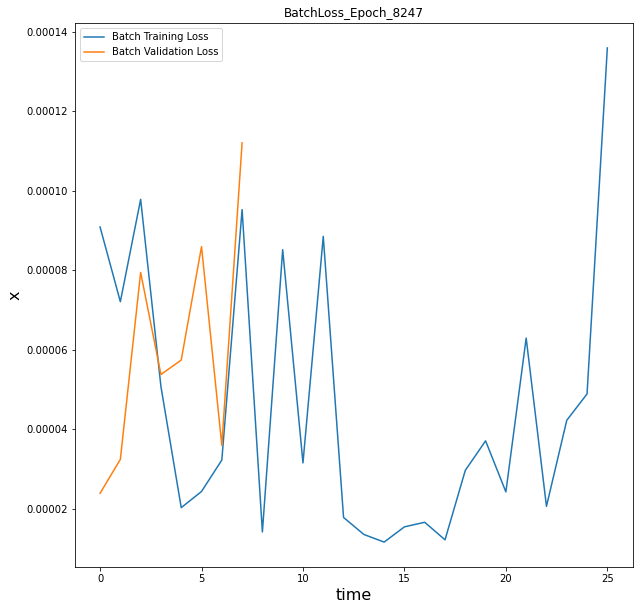 BatchLoss_Epoch_8247
Batch Training Loss
Batch Validation Loss
0.00014
0.00012
0.00010
0.00008
0.00006
0.00004
0.00002
x
0 5 10 15 20 25
time